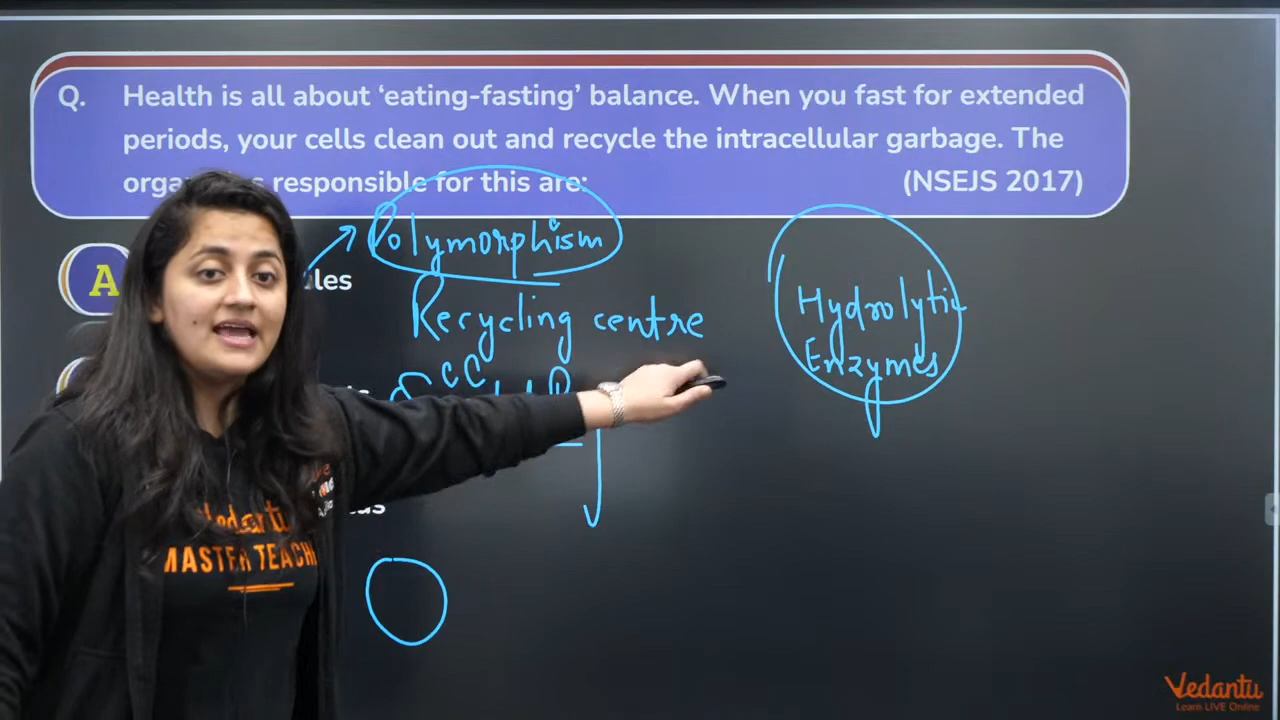 Q. Health is all about ‘eating-fasting’ balance. When you fast for extended
periods, your cells clean out and recycle the intracellular garbage. The
responsible for this are: (NSEJS 2017)
Polymorphism
A
Recycling centre
Hydrolytic
Enzymes
Vedantu
MASTER
Vedantu
Learn LIVE Online